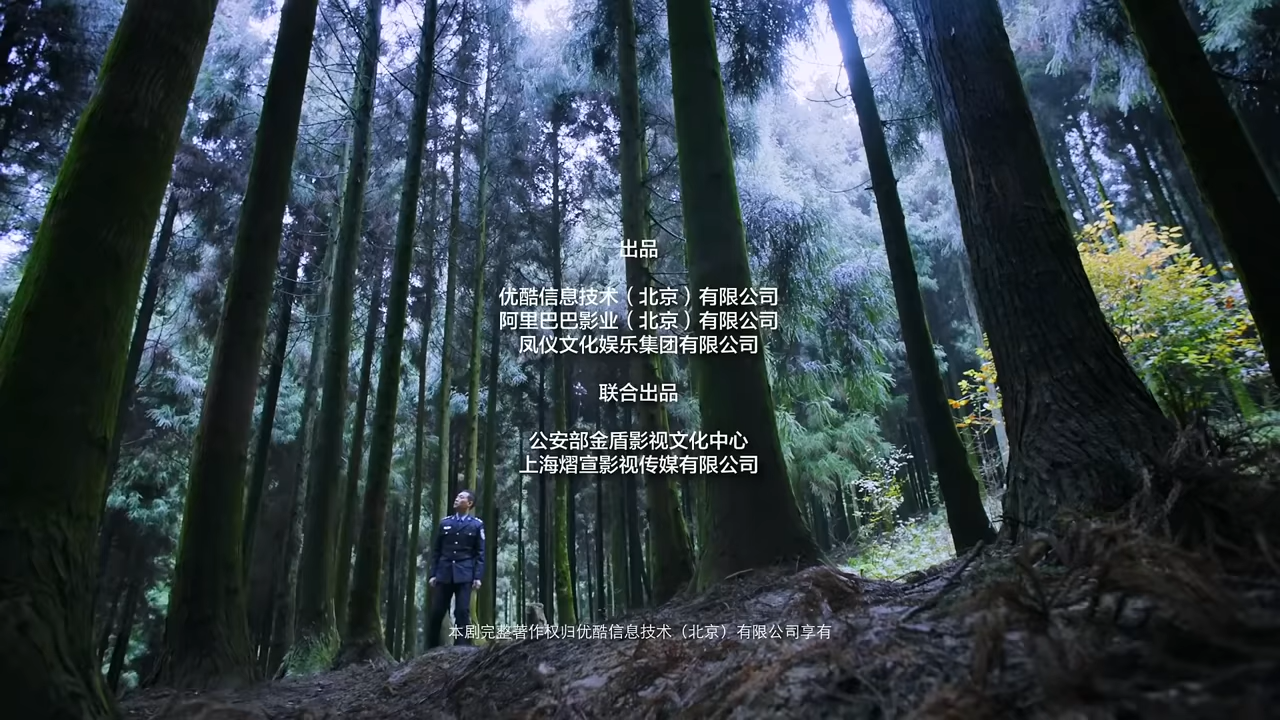 出品
优酷信息技术（北京）有限公司
阿里巴巴影业（北京）有限公司
凤仪文化娱乐集团有限公司
联合出品
公安部金盾影视文化中心
上海熠宣影视传媒有限公司
本剧完整著作权归优酷信息技术（北京）有限公司享有